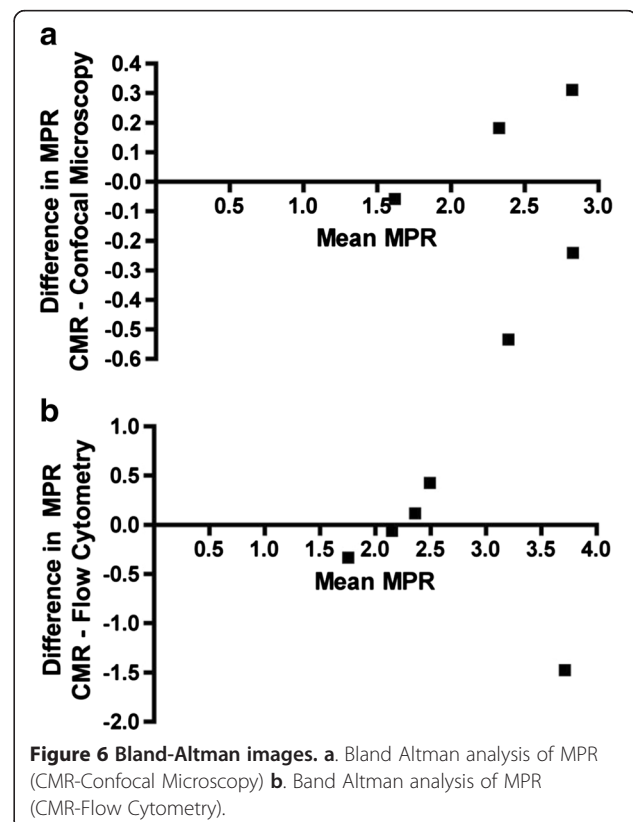 a
0.4
0.3
0.2
0.1
-0.0
-0.1
-0.2
-0.3
-0.4
-0.5
-0.6
0.5 1.0 1.5 2.0 2.5 3.0
Mean MPR
Difference in MPR
CMR - Confocal Microscopy
b
1.0
0.5
0.0
-0.5
-1.0
-1.5
-2.0
0.5 1.0 1.5 2.0 2.5 3.0 3.5 4.0
Mean MPR
Difference in MPR
CMR - Flow Cytometry
Figure 6 Bland-Altman images. a. Bland Altman analysis of MPR
(CMR-Confocal Microscopy) b. Band Altman analysis of MPR
(CMR-Flow Cytometry).